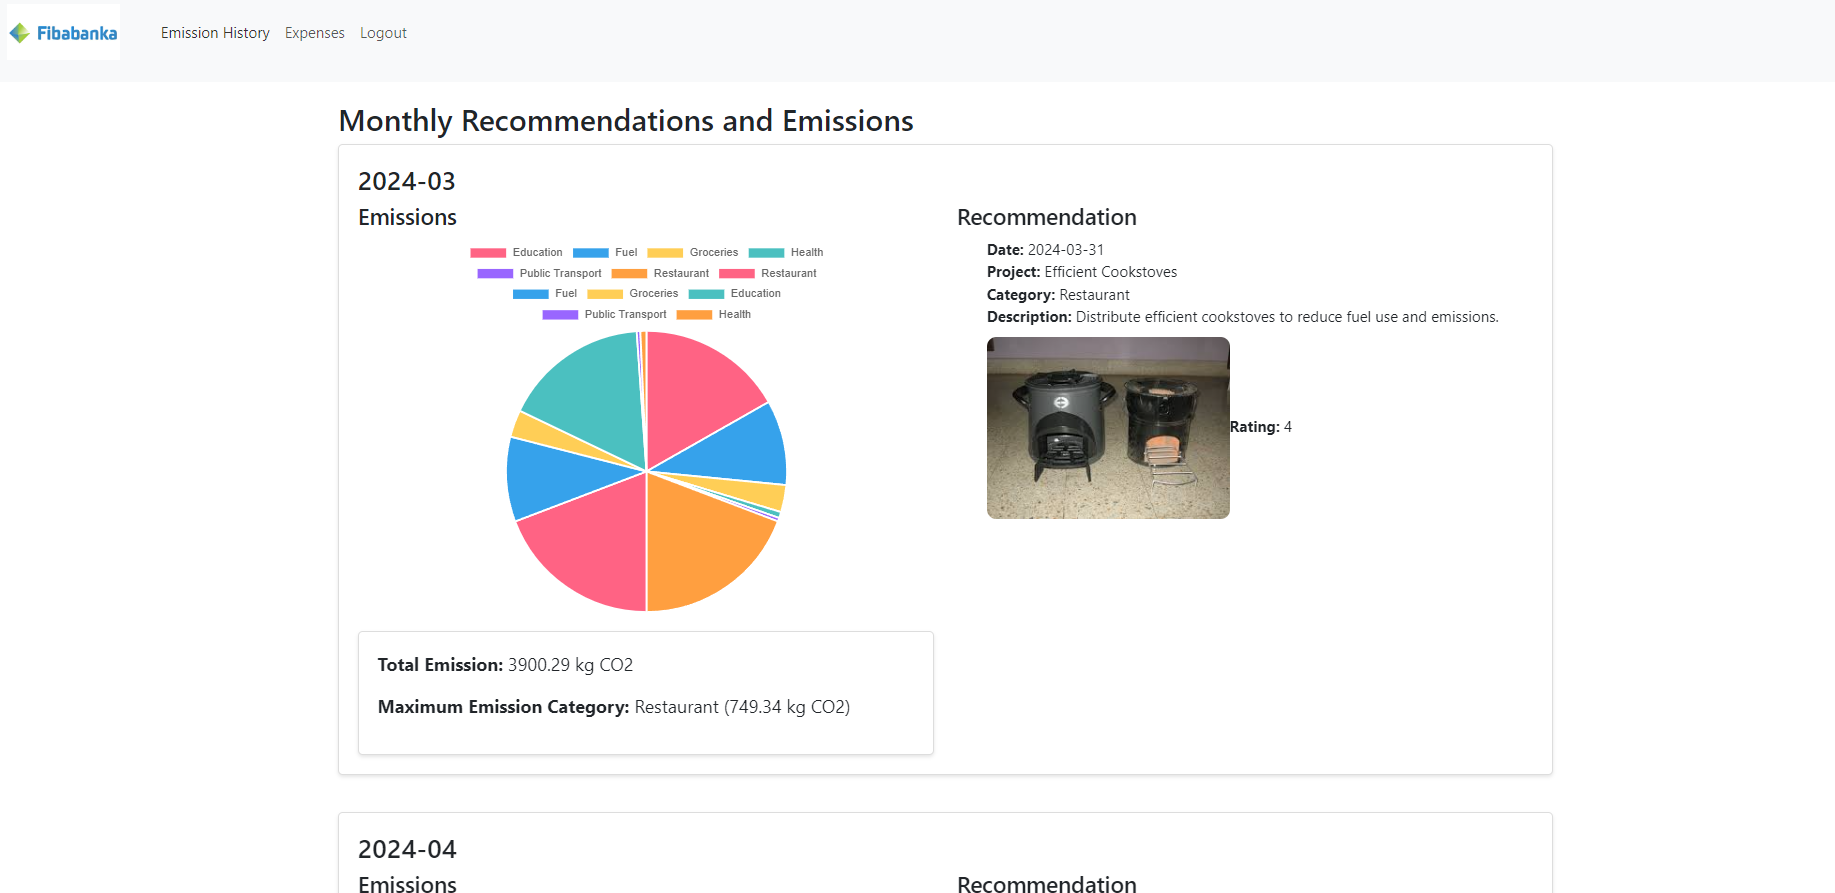 Fibabanka
Emission History Expenses Logout
Monthly Recommendations and Emissions
2024-03
Emissions
Education Fuel Groceries Health
Public Transport Restaurant Restaurant
Fuel Groceries Education
Public Transport Health
Total Emission: 3900.29 kg CO2
Maximum Emission Category: Restaurant (749.34 kg CO2)
Recommendation
Date: 2024-03-31
Project: Efficient Cookstoves
Category: Restaurant
Description: Distribute efficient cookstoves to reduce fuel use and emissions.
Rating: 4
2024-04
Emissions
Recommendation